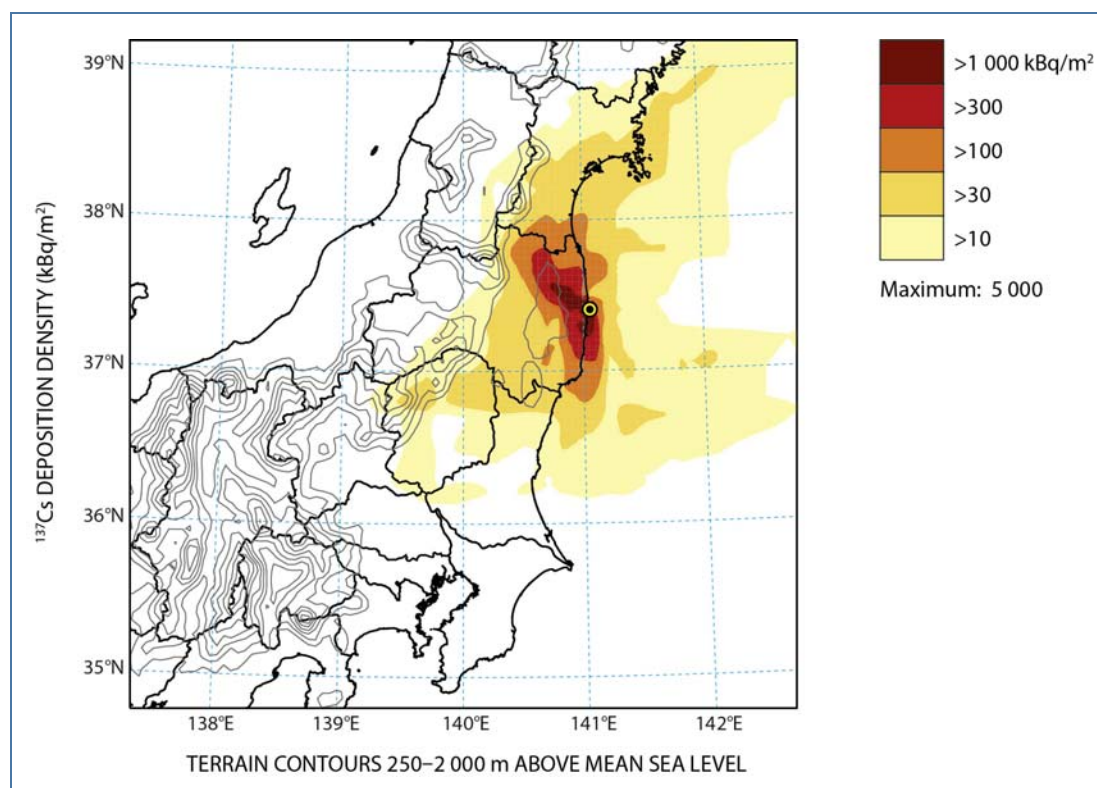 39°N
38°N
37°N
36°N
35°N
¹³⁷Cs DEPOSITION DENSITY (kBq/m²)
138°E 139°E 140°E 141°E 142°E
TERRAIN CONTOURS 250–2 000 m ABOVE MEAN SEA LEVEL
>1 000 kBq/m²
>300
>100
>30
>10
Maximum: 5 000